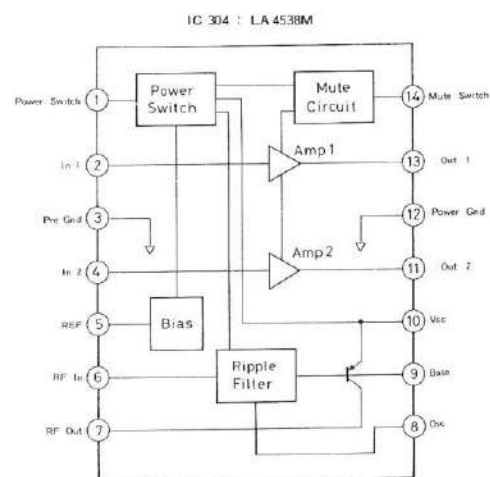 IC 304 : LA 4538M
Power Switch 1
Power
Switch
Mute
Circuit
14 Mute Switch
In 1 2
Amp 1
13 Out 1
Pre Gnd 3
12 Power Gnd
In 2 4
Amp 2
11 Out 2
REF 5
Bias
10 Vcc
RF In 6
Ripple
Filter
9 Base
RF Out 7
8 Osc